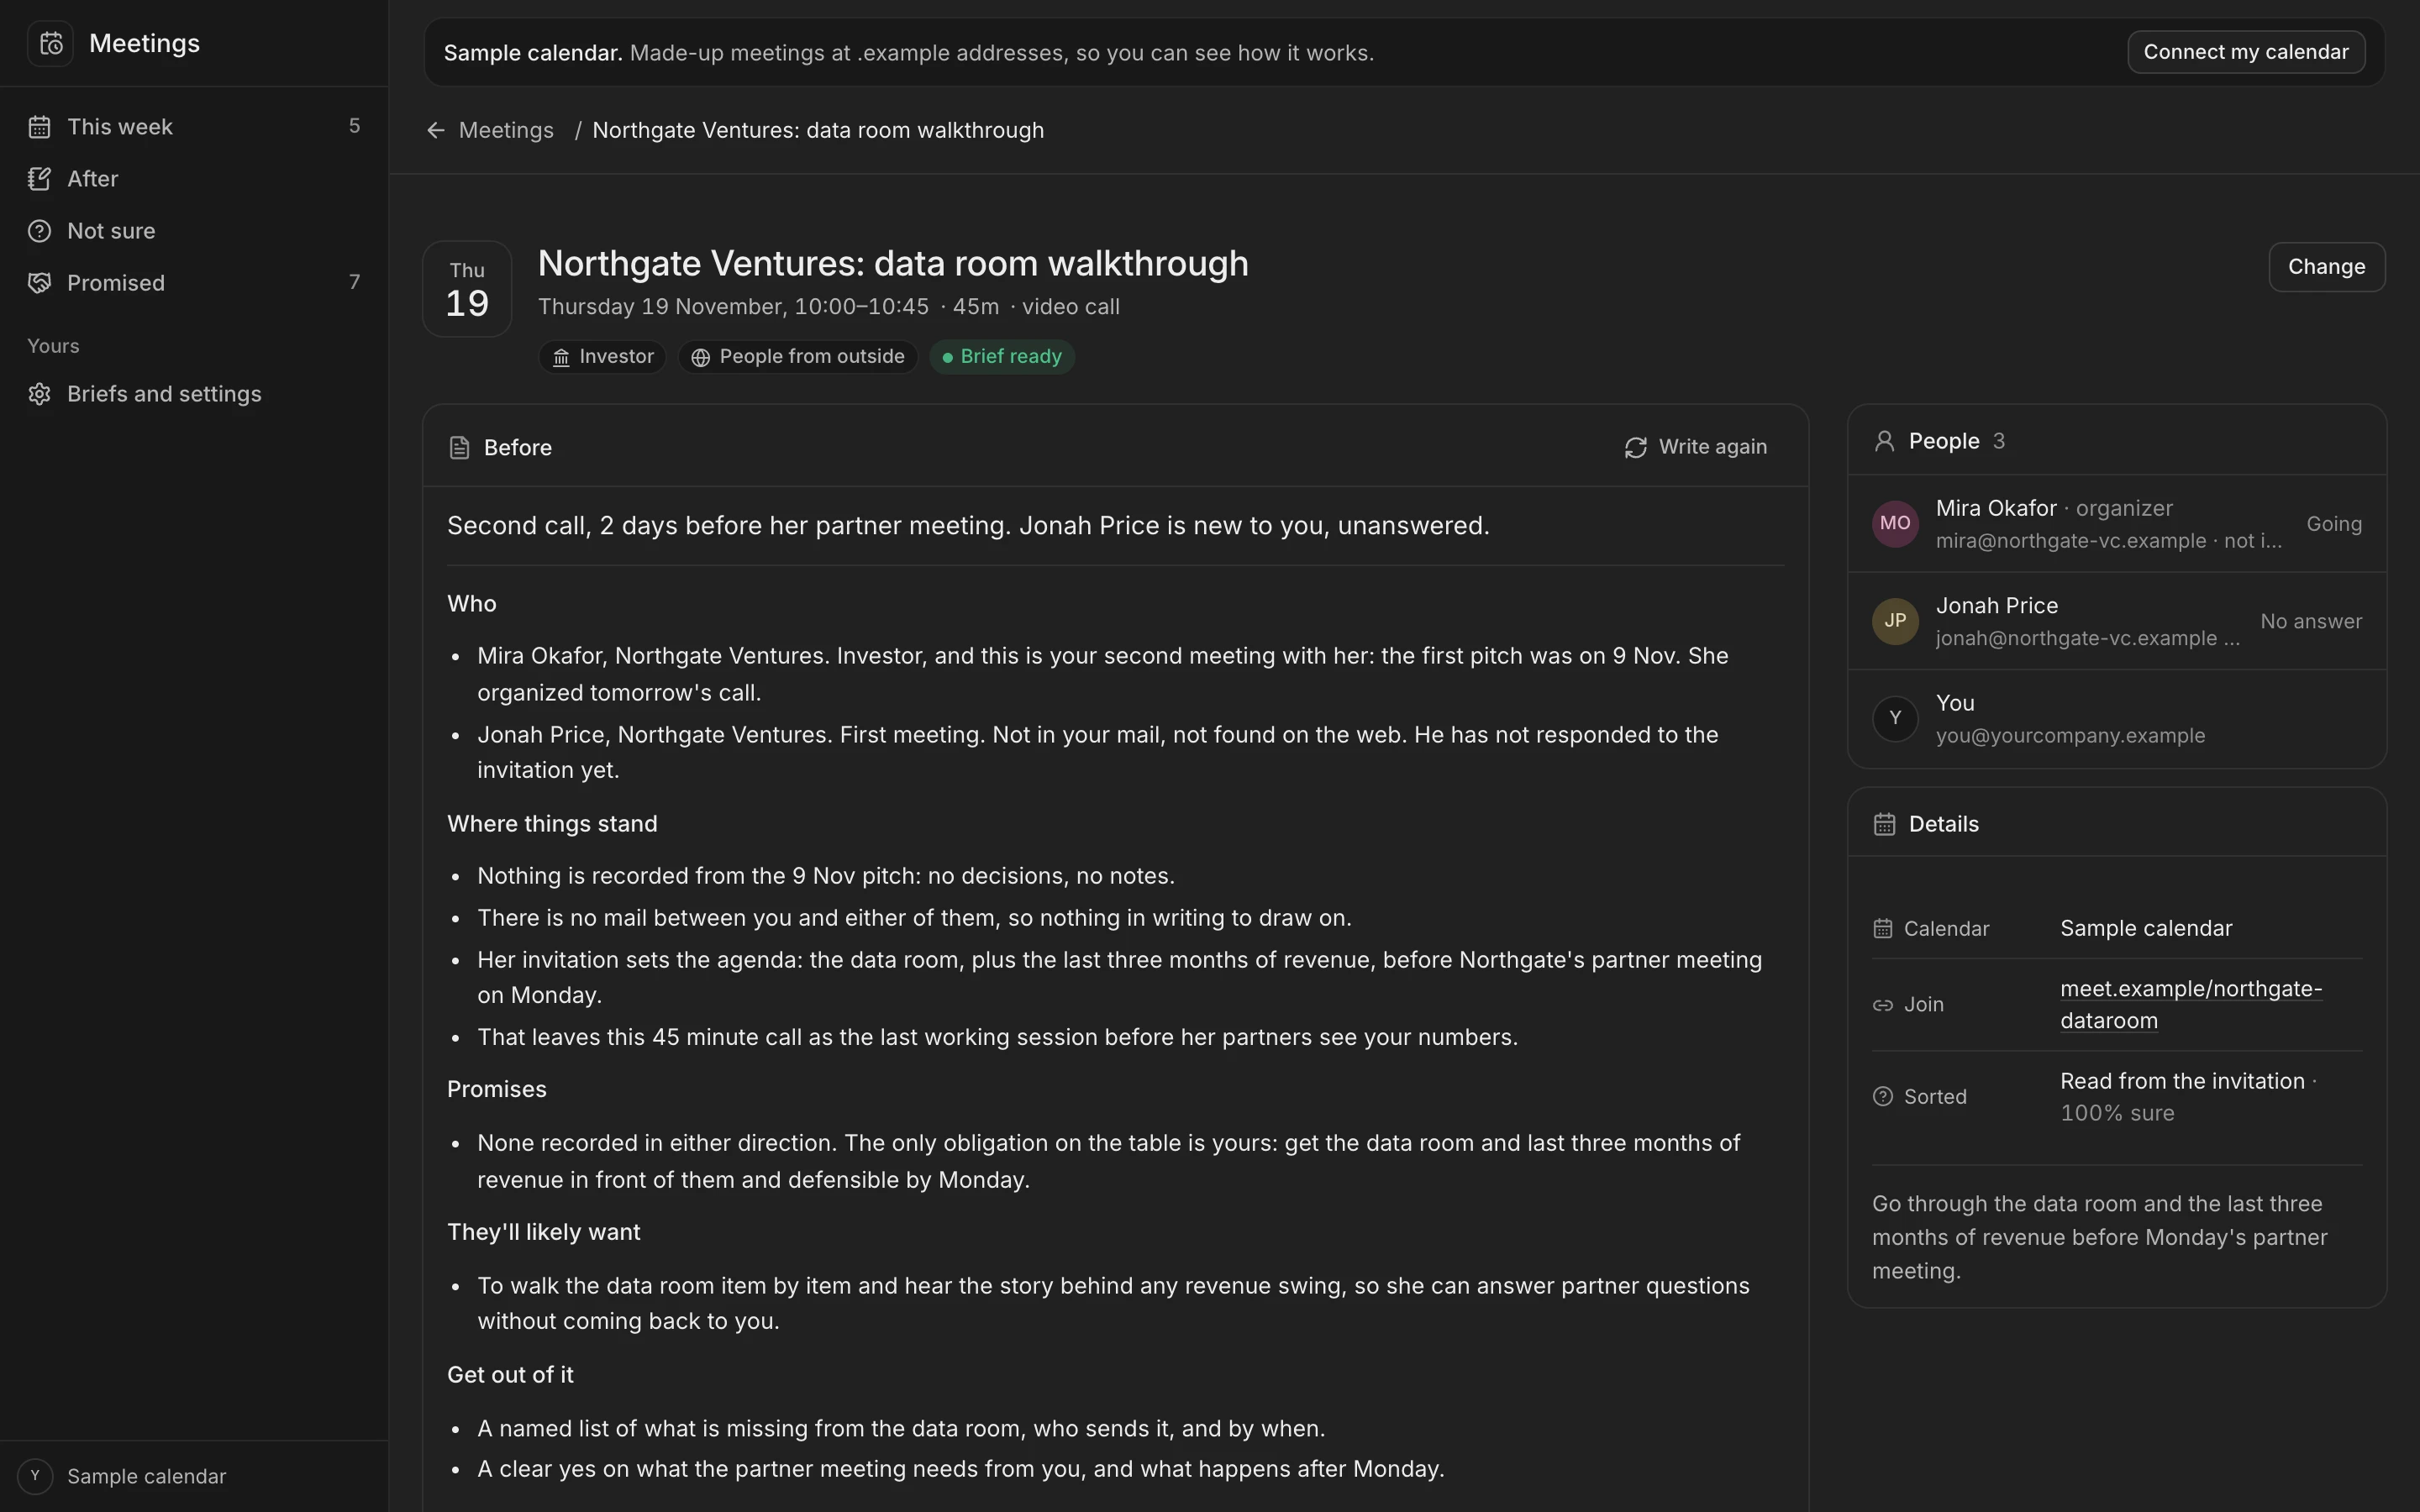 Meetings
This week 5
After
Not sure
Promised 7
Yours
Briefs and settings
Y Sample calendar
Sample calendar. Made-up meetings at .example addresses, so you can see how it works.
Connect my calendar
Meetings / Northgate Ventures: data room walkthrough
Thu
19
Northgate Ventures: data room walkthrough
Thursday 19 November, 10:00–10:45 · 45m · video call
Investor
People from outside
Brief ready
Change
Before
Write again
Second call, 2 days before her partner meeting. Jonah Price is new to you, unanswered.
Who
• Mira Okafor, Northgate Ventures. Investor, and this is your second meeting with her: the first pitch was on 9 Nov. She
organized tomorrow's call.
• Jonah Price, Northgate Ventures. First meeting. Not in your mail, not found on the web. He has not responded to the
invitation yet.
Where things stand
• Nothing is recorded from the 9 Nov pitch: no decisions, no notes.
• There is no mail between you and either of them, so nothing in writing to draw on.
• Her invitation sets the agenda: the data room, plus the last three months of revenue, before Northgate's partner meeting
on Monday.
• That leaves this 45 minute call as the last working session before her partners see your numbers.
Promises
• None recorded in either direction. The only obligation on the table is yours: get the data room and last three months of
revenue in front of them and defensible by Monday.
They'll likely want
• To walk the data room item by item and hear the story behind any revenue swing, so she can answer partner questions
without coming back to you.
Get out of it
• A named list of what is missing from the data room, who sends it, and by when.
• A clear yes on what the partner meeting needs from you, and what happens after Monday.
People 3
MO
Mira Okafor · organizer
mira@northgate-vc.example · not i...
Going
JP
Jonah Price
jonah@northgate-vc.example ...
No answer
Y
You
you@yourcompany.example
Details
Calendar
Sample calendar
Join
meet.example/northgate-
dataroom
Sorted
Read from the invitation ·
100% sure
Go through the data room and the last three
months of revenue before Monday's partner
meeting.